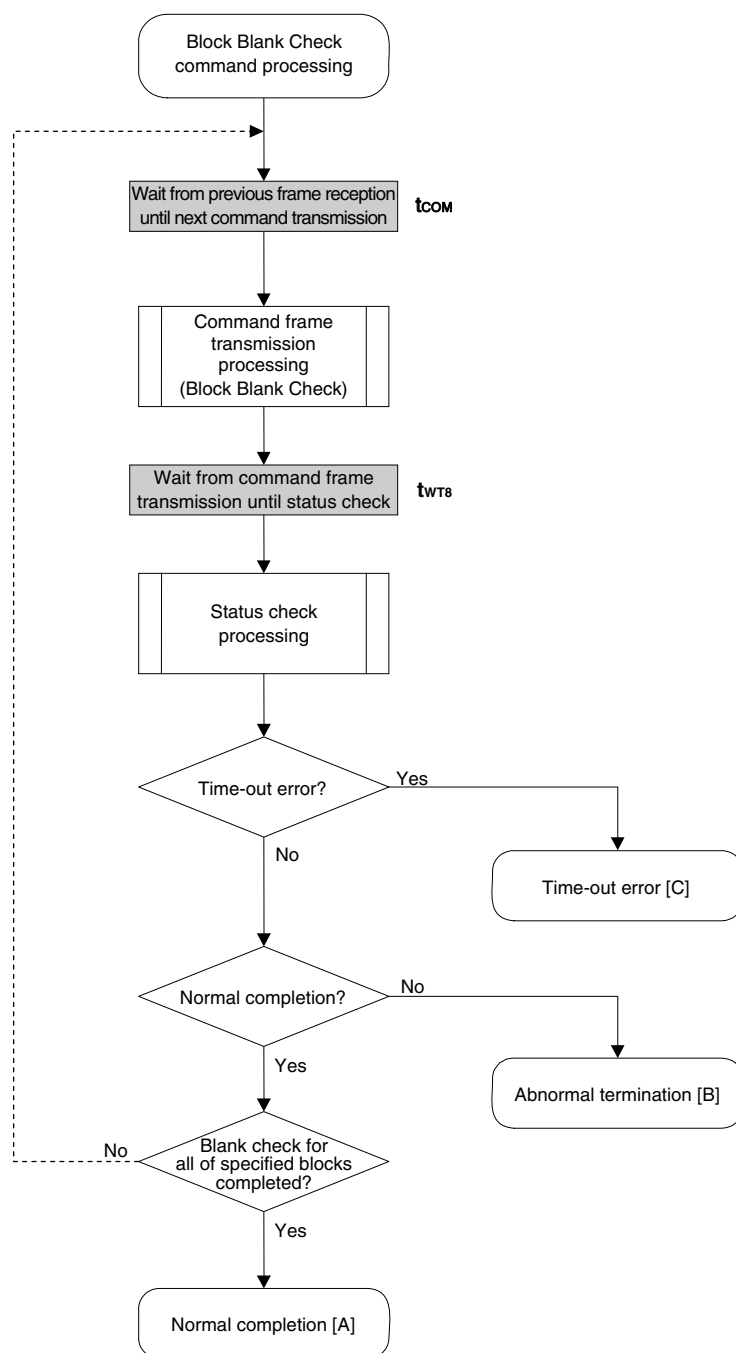 Block Blank Check
command processing
Wait from previous frame reception
until next command transmission
tCOM
Command frame
transmission
processing
(Block Blank Check)
Wait from command frame
transmission until status check
tWT8
Status check
processing
Time-out error?
Yes
No
Time-out error [C]
Normal completion?
No
Yes
Abnormal termination [B]
Blank check for
all of specified blocks
completed?
No
Yes
Normal completion [A]